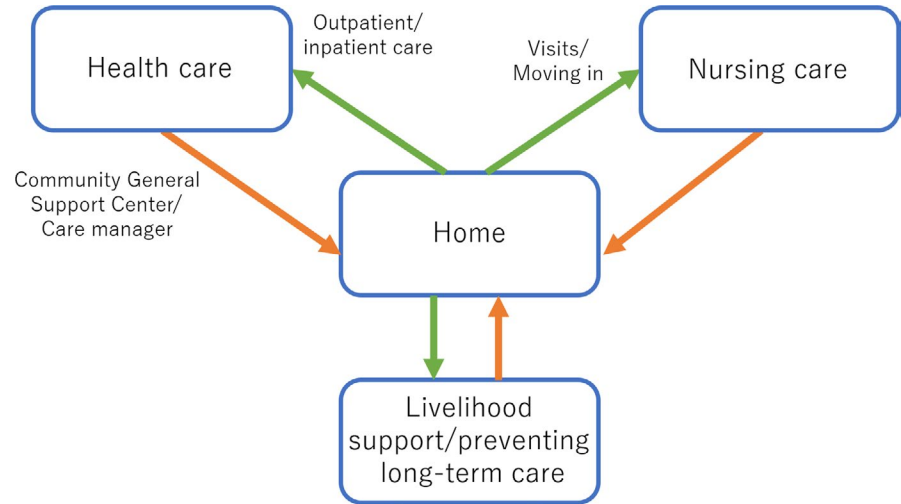 Outpatient/
inpatient care
Health care
Visits/
Moving in
Nursing care
Community General
Support Center/
Care manager
Home
Livelihood
support/preventing
long-term care